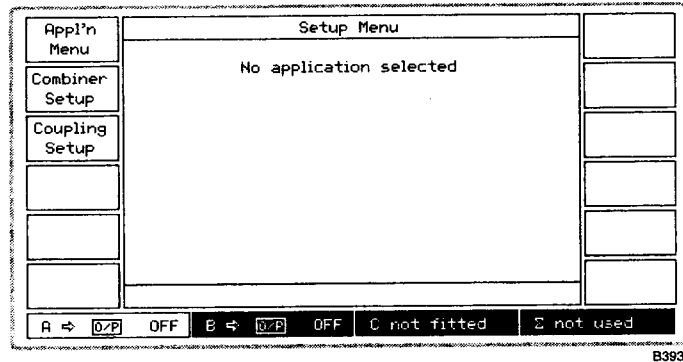 Appl'n
Menu
Combiner
Setup
Coupling
Setup
Setup Menu
No application selected
A ⇨ O/P OFF
B ⇨ O/P OFF
C not fitted
Σ not used
B393